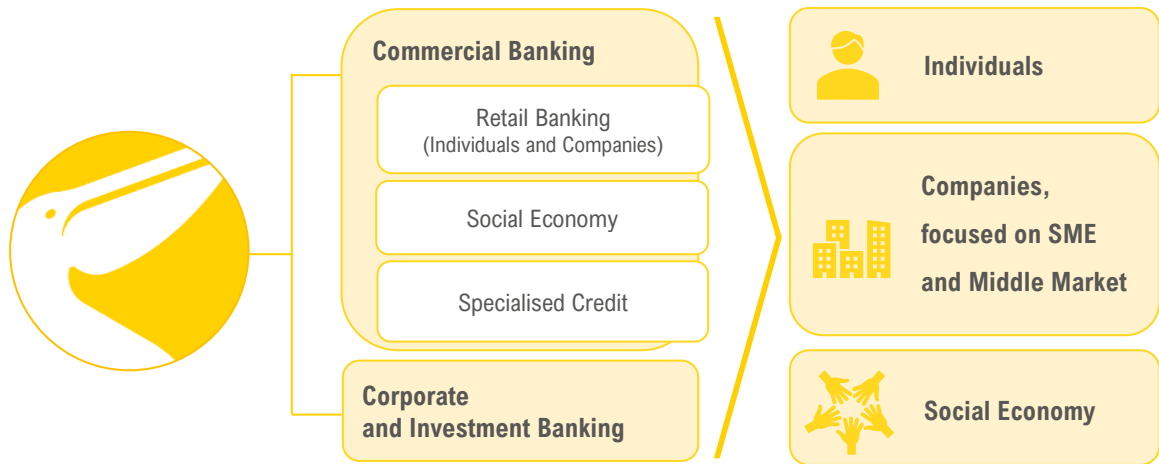 Commercial Banking
Retail Banking
(Individuals and Companies)
Social Economy
Specialised Credit
Corporate
and Investment Banking
Individuals
Companies,
focused on SME
and Middle Market
Social Economy